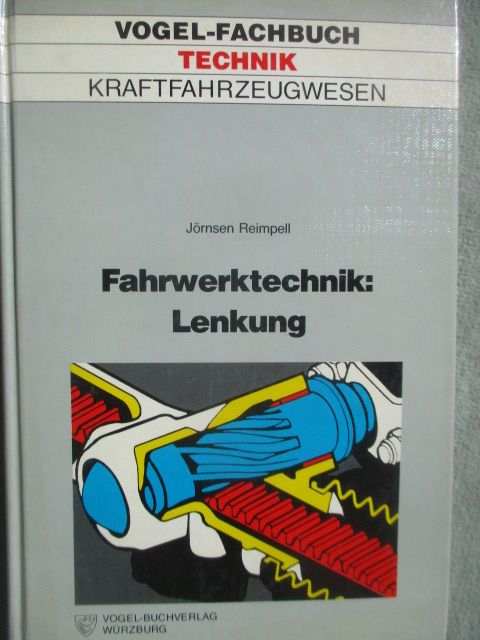 VOGEL-FACHBUCH
TECHNIK
KRAFTFAHRZEUGWESEN
Jörnsen Reimpell
Fahrwerktechnik:
Lenkung
VOGEL-BUCHVERLAG
WÜRZBURG